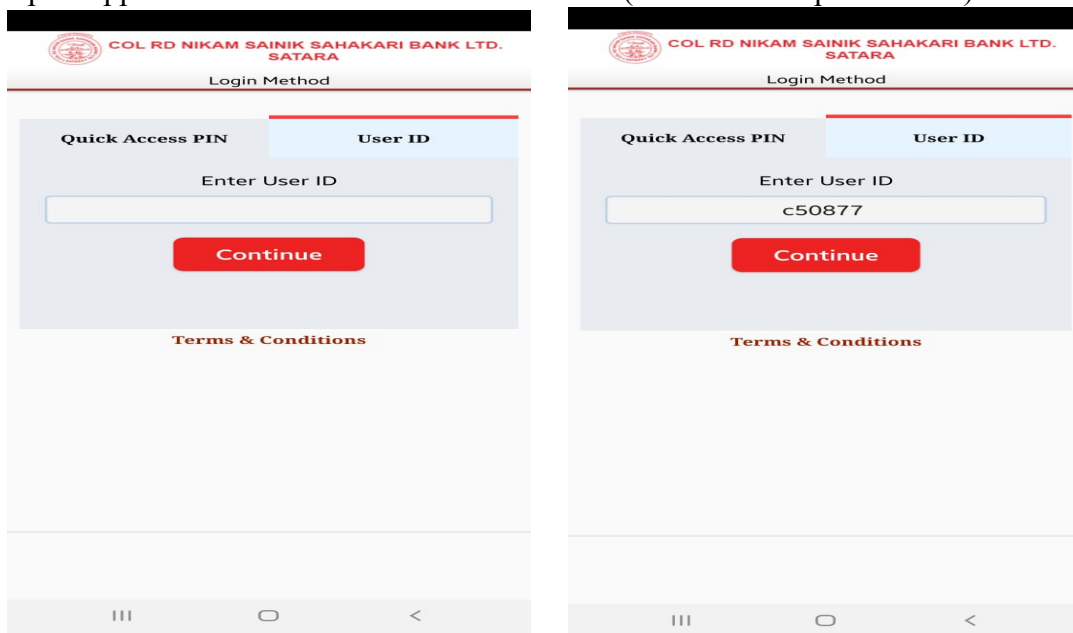 COL RD NIKAM SAINIK SAHAKARI BANK LTD.
SATARA
Login Method
Quick Access PIN User ID
Enter User ID
Continue
Terms & Conditions
COL RD NIKAM SAINIK SAHAKARI BANK LTD.
SATARA
Login Method
Quick Access PIN User ID
Enter User ID
c50877
Continue
Terms & Conditions